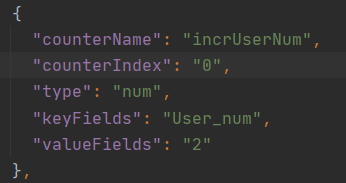 {
"counterName": "incrUserNum",
"counterIndex": "0",
"type": "num",
"keyFields": "User_num",
"valueFields": "2"
},